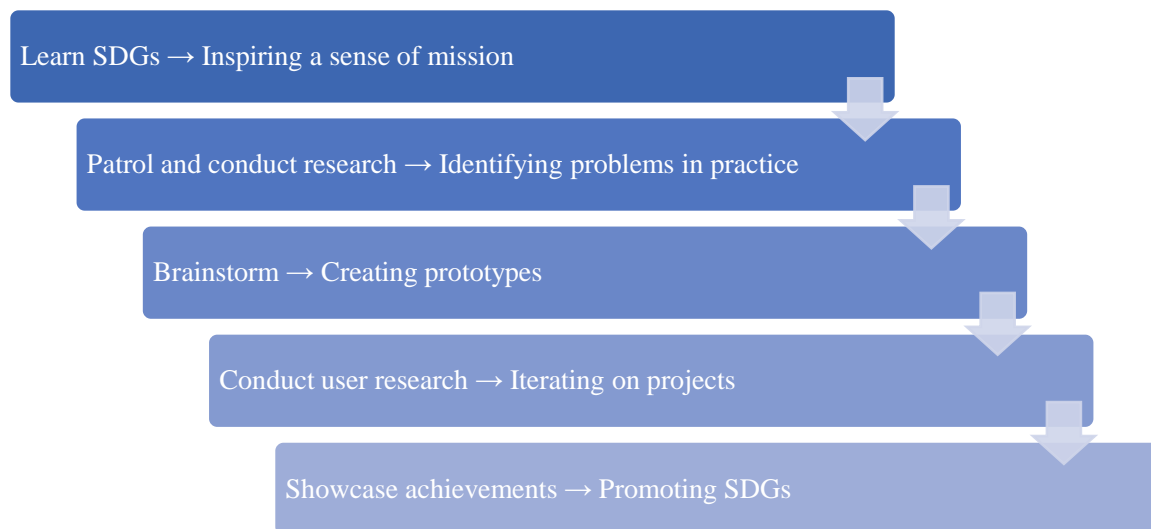 Learn SDGs → Inspiring a sense of mission
Patrol and conduct research → Identifying problems in practice
Brainstorm → Creating prototypes
Conduct user research → Iterating on projects
Showcase achievements → Promoting SDGs